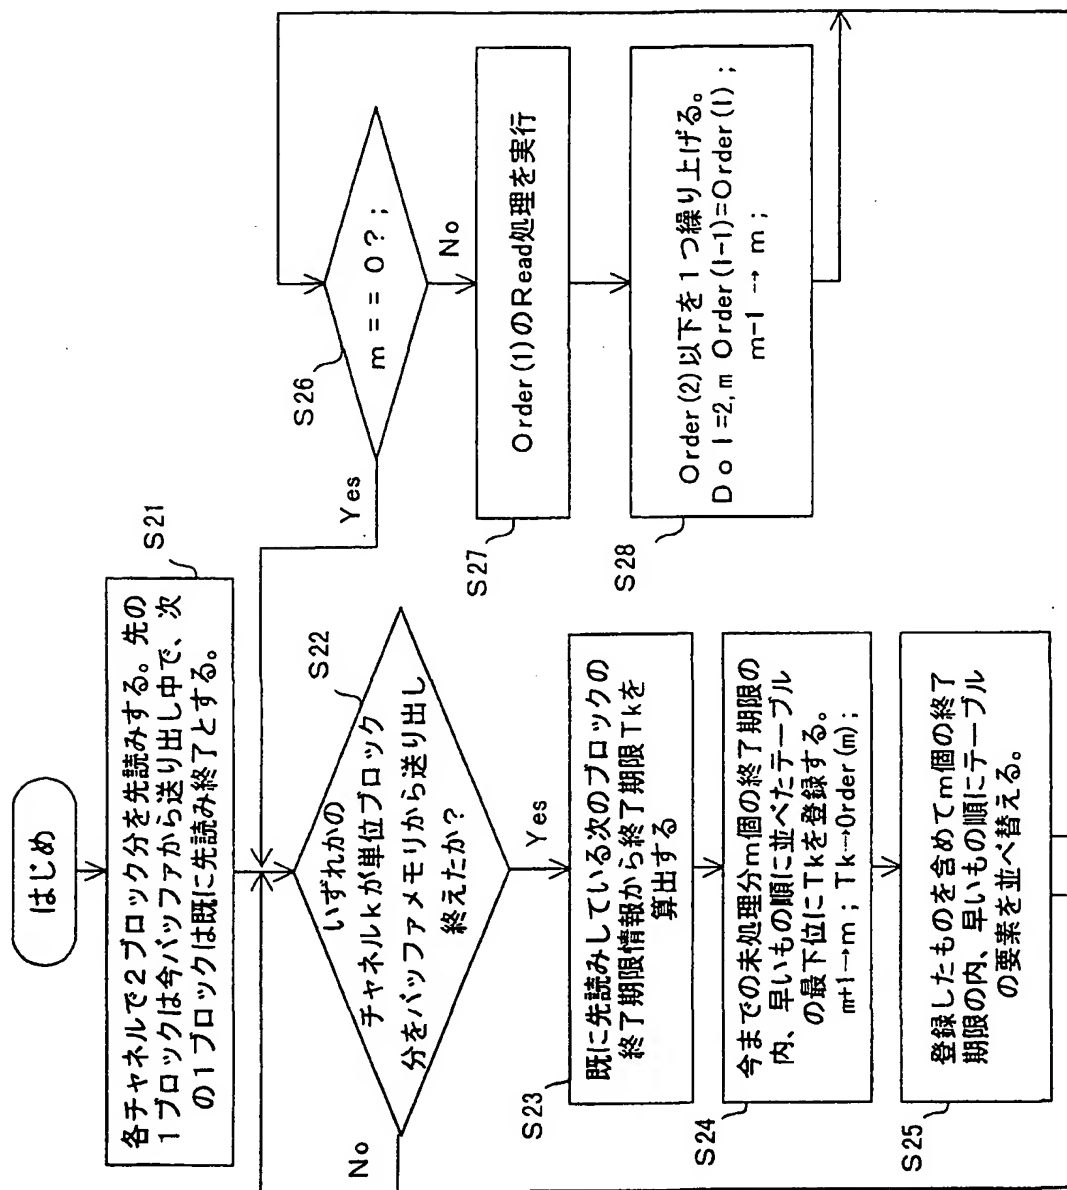 はじめ
S21
各チャネルで2ブロック分を先読みする。先の
1ブロックは今バッファから送り出し中で、次
の1ブロックは既に先読み終了とする。
S22
いずれかの
チャネルkが単位ブロック
分をバッファメモリから送り出し
終えたか?
No
Yes
S23
既に先読みしている次のブロックの
終了期限情報から終了期限Tkを
算出する
S24
今までの未処理分m個の終了期限の
内、早いもの順に並べたテーブル
の最下位にTkを登録する。
m+1→m; Tk→Order(m);
S25
登録したものを含めてm個の終了
期限の内、早いもの順にテーブル
の要素を並べ替える。
S26
m==0?;
Yes
No
S27
Order(1)のRead処理を実行
S28
Order(2)以下を1つ繰り上げる。
Do l=2,m Order(l-1)=Order(l);
m-1→m;